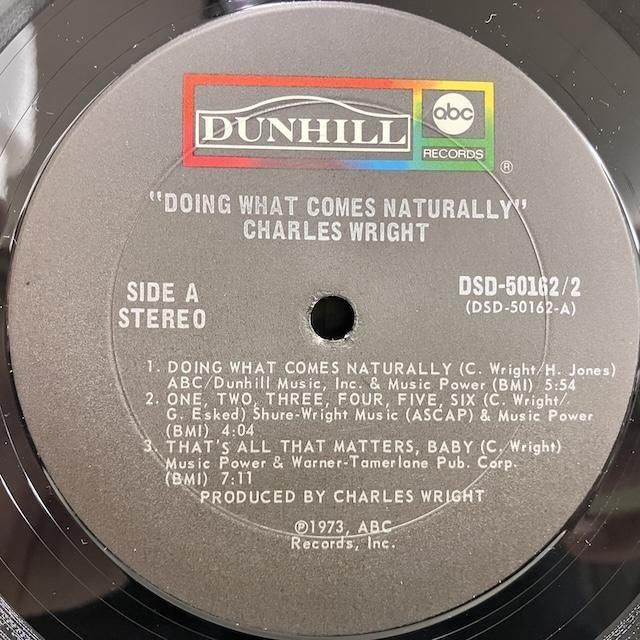 DUNHILL
abc
RECORDS
®
"DOING WHAT COMES NATURALLY"
CHARLES WRIGHT
SIDE A
STEREO
DSD-50162/2
(DSD-50162-A)
1. DOING WHAT COMES NATURALLY (C. Wright/H. Jones)
ABC/Dunhill Music, Inc. & Music Power (BMI) 5:54
2. ONE, TWO, THREE, FOUR, FIVE, SIX (C. Wright/
G. Esked) Shure-Wright Music (ASCAP) & Music Power
(BMI) 4:04
3. THAT'S ALL THAT MATTERS, BABY (C. Wright)
Music Power & Warner-Tamerlane Pub. Corp.
(BMI) 7:11
PRODUCED BY CHARLES WRIGHT
℗1973, ABC
Records, Inc.